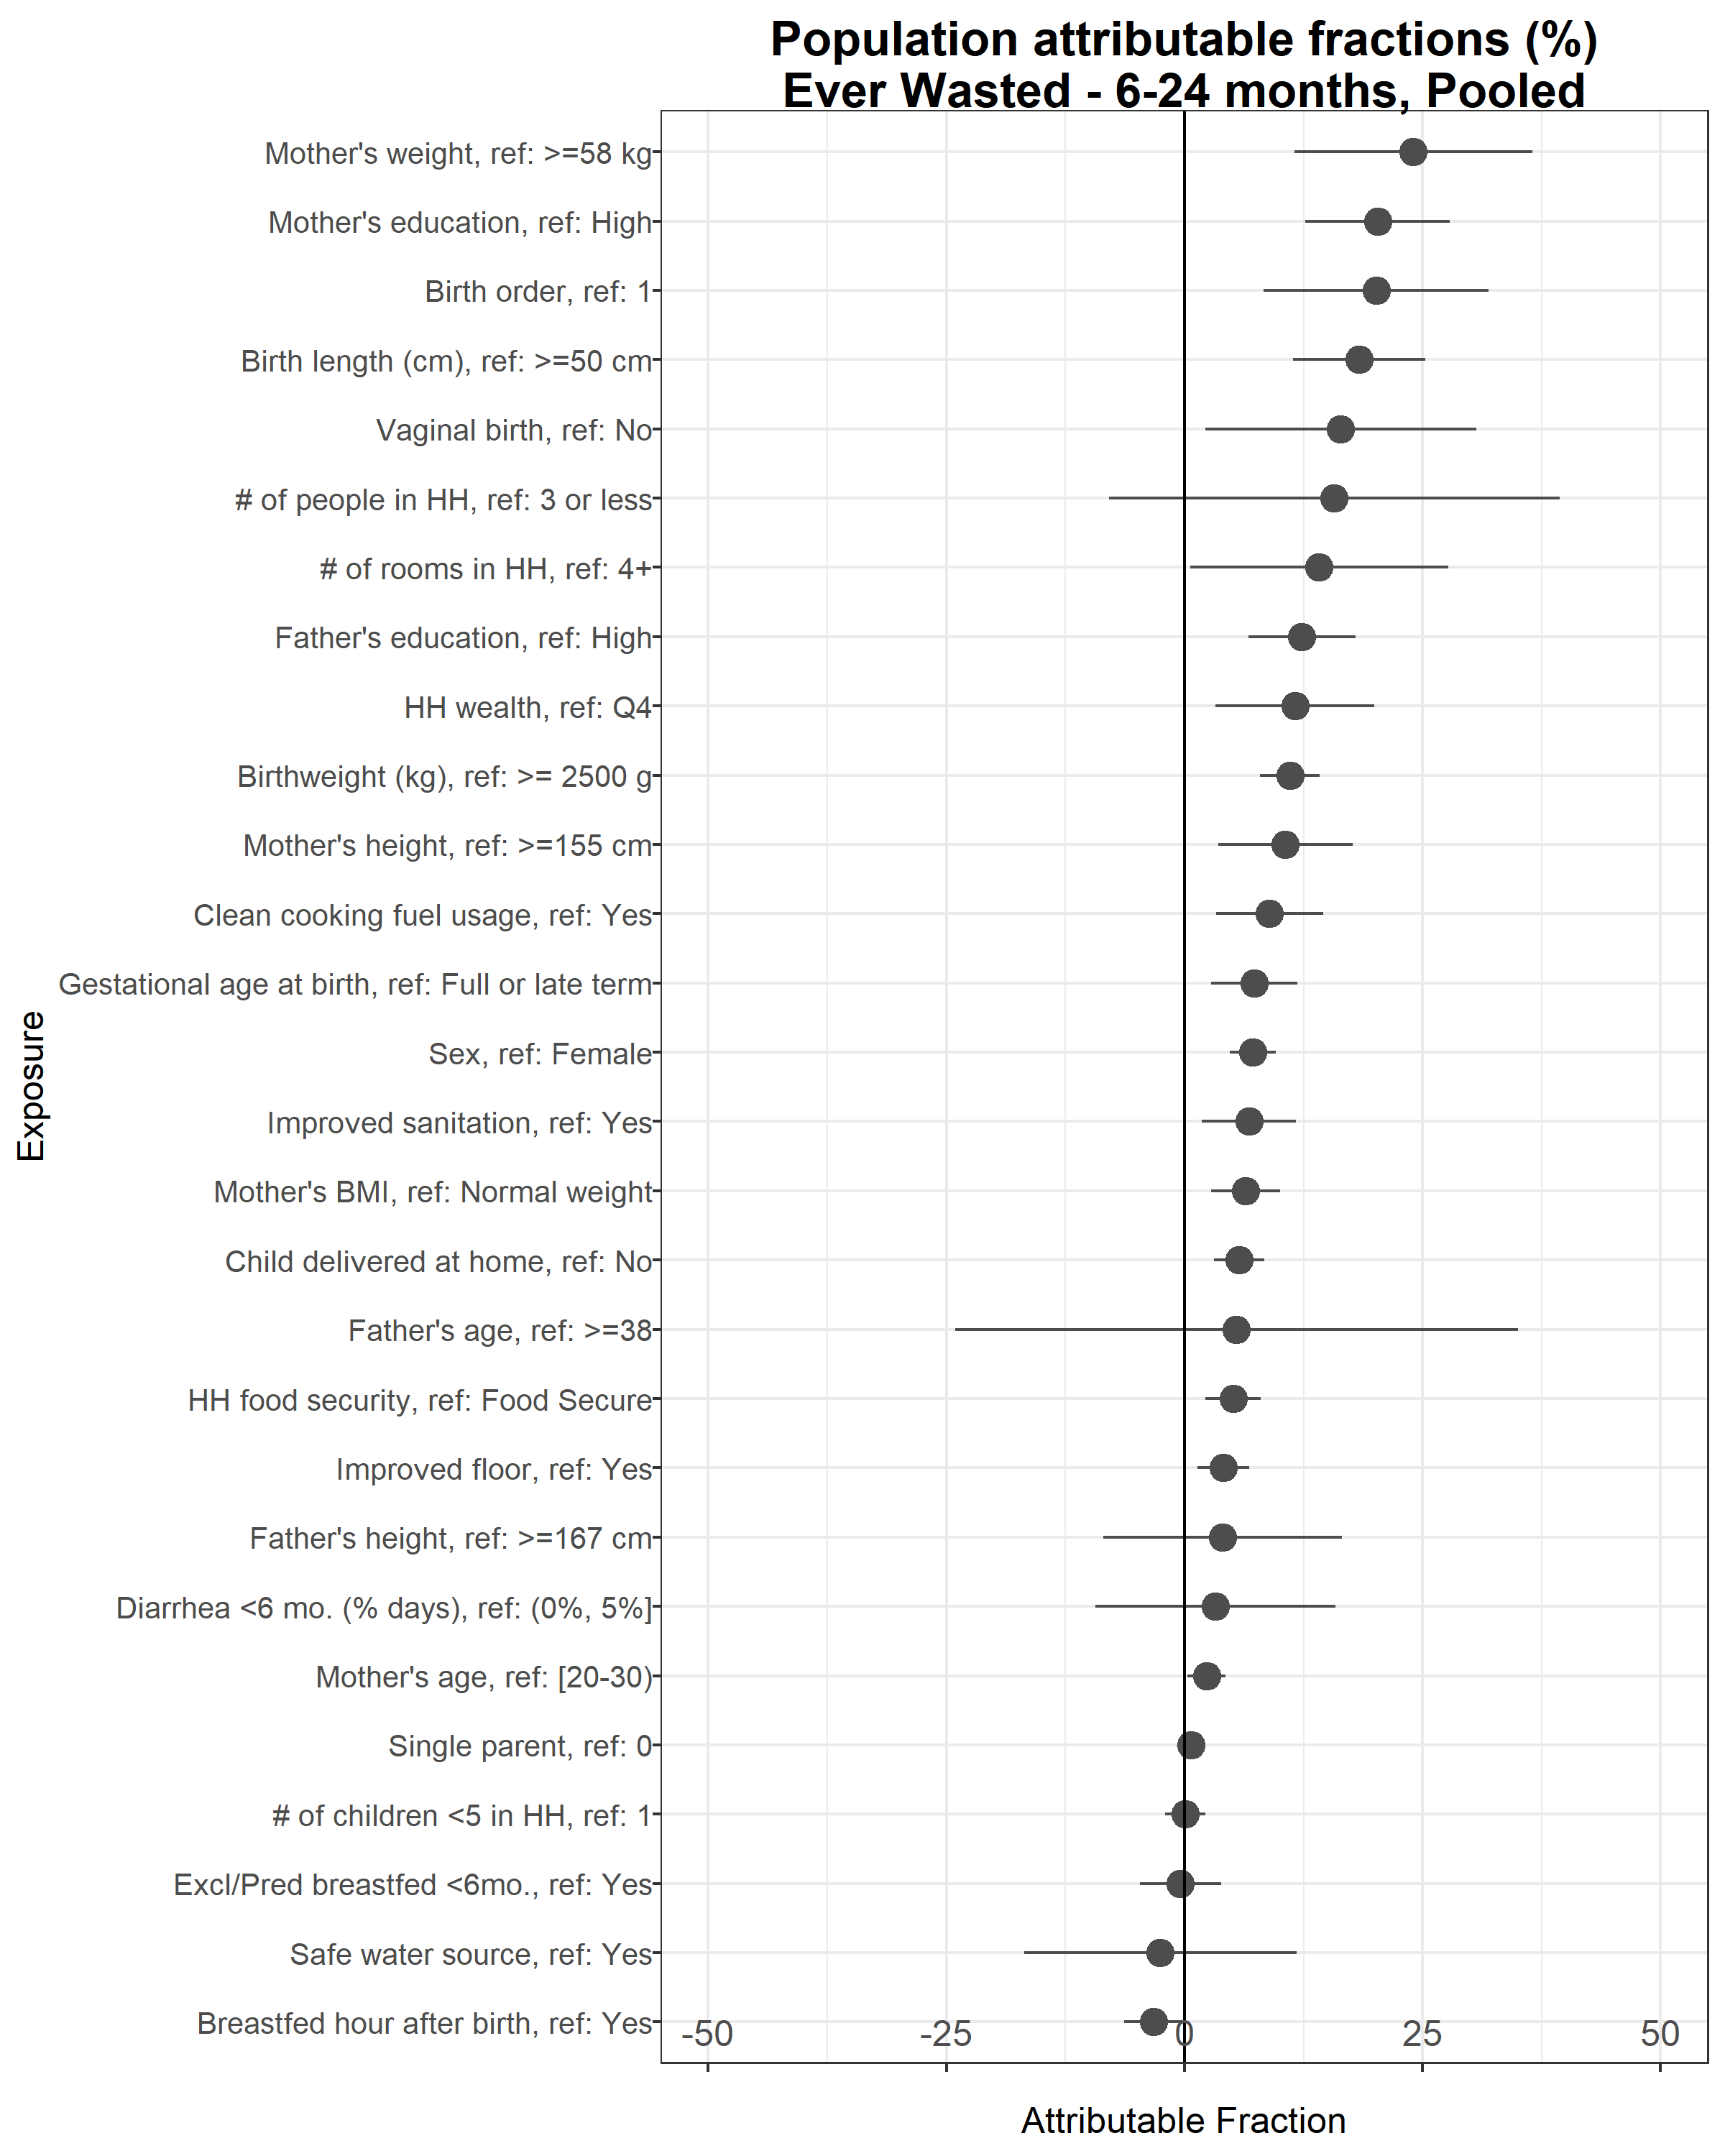 Population attributable fractions (%)
Ever Wasted - 6-24 months, Pooled
Mother's weight, ref: >=58 kg
Mother's education, ref: High
Birth order, ref: 1
Birth length (cm), ref: >=50 cm
Vaginal birth, ref: No
# of people in HH, ref: 3 or less
# of rooms in HH, ref: 4+
Father's education, ref: High
HH wealth, ref: Q4
Birthweight (kg), ref: >= 2500 g
Mother's height, ref: >=155 cm
Clean cooking fuel usage, ref: Yes
Gestational age at birth, ref: Full or late term
Sex, ref: Female
Improved sanitation, ref: Yes
Mother's BMI, ref: Normal weight
Child delivered at home, ref: No
Father's age, ref: >=38
HH food security, ref: Food Secure
Improved floor, ref: Yes
Father's height, ref: >=167 cm
Diarrhea <6 mo. (% days), ref: (0%, 5%]
Mother's age, ref: [20-30)
Single parent, ref: 0
# of children <5 in HH, ref: 1
Excl/Pred breastfed <6mo., ref: Yes
Safe water source, ref: Yes
Breastfed hour after birth, ref: Yes
Exposure
-50 -25 0 25 50
Attributable Fraction